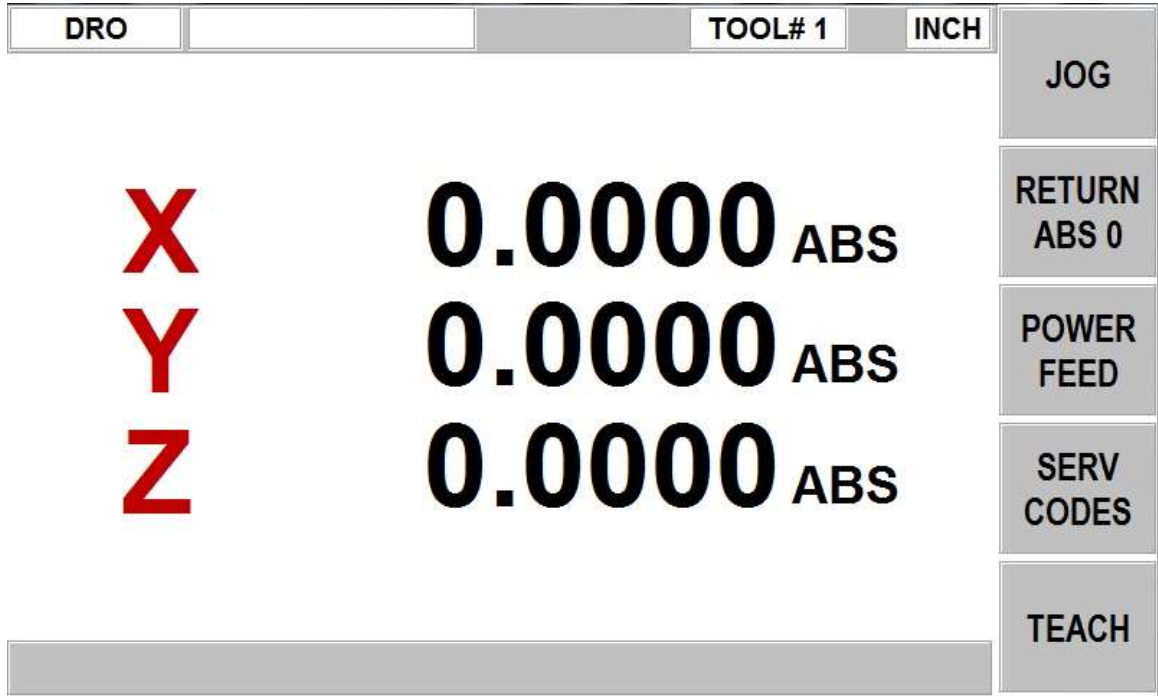 DRO TOOL# 1 INCH
X 0.0000 ABS
Y 0.0000 ABS
Z 0.0000 ABS
JOG
RETURN
ABS 0
POWER
FEED
SERV
CODES
TEACH